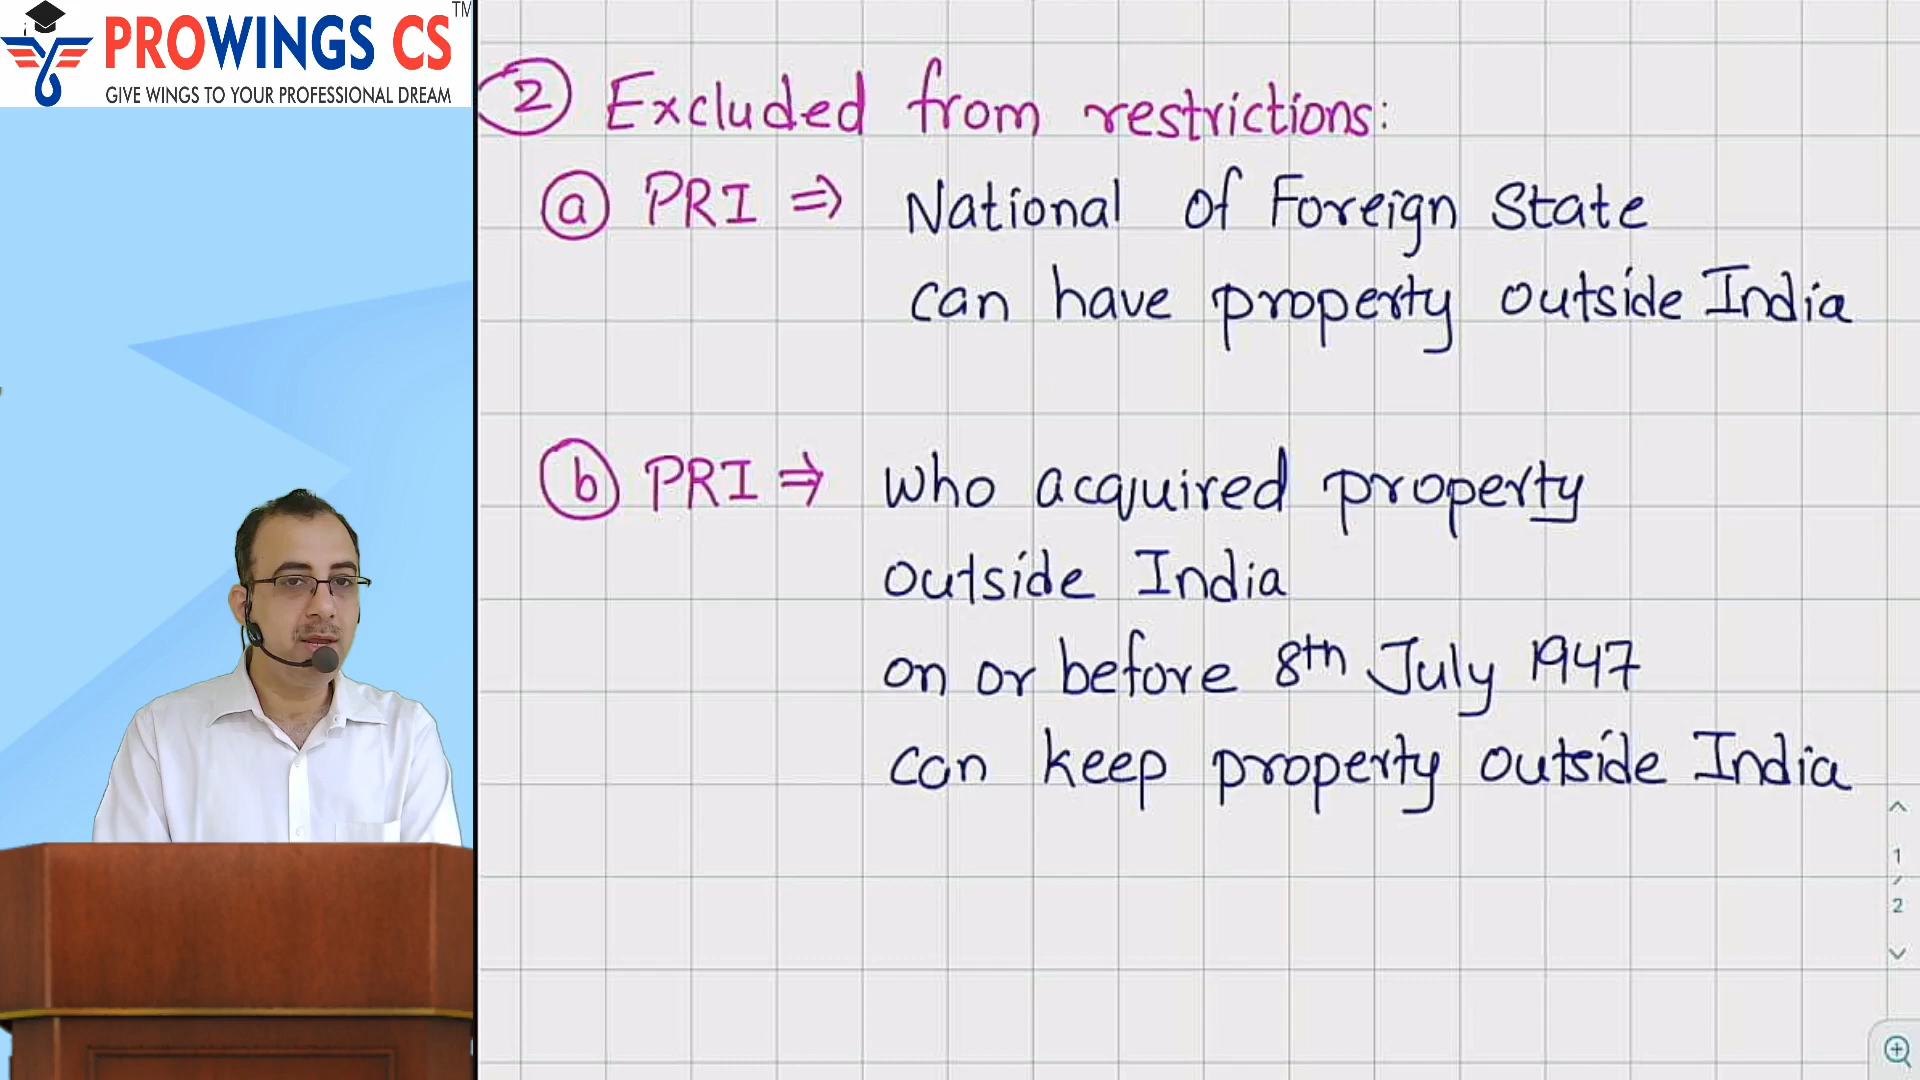 PROWINGS CS TM
GIVE WINGS TO YOUR PROFESSIONAL DREAM
2 Excluded from restrictions:
a PRI ⇒ National of Foreign State
can have property outside India
b PRI ⇒ who acquired property
outside India
on or before 8th July 1947
can keep property outside India
1
/
2